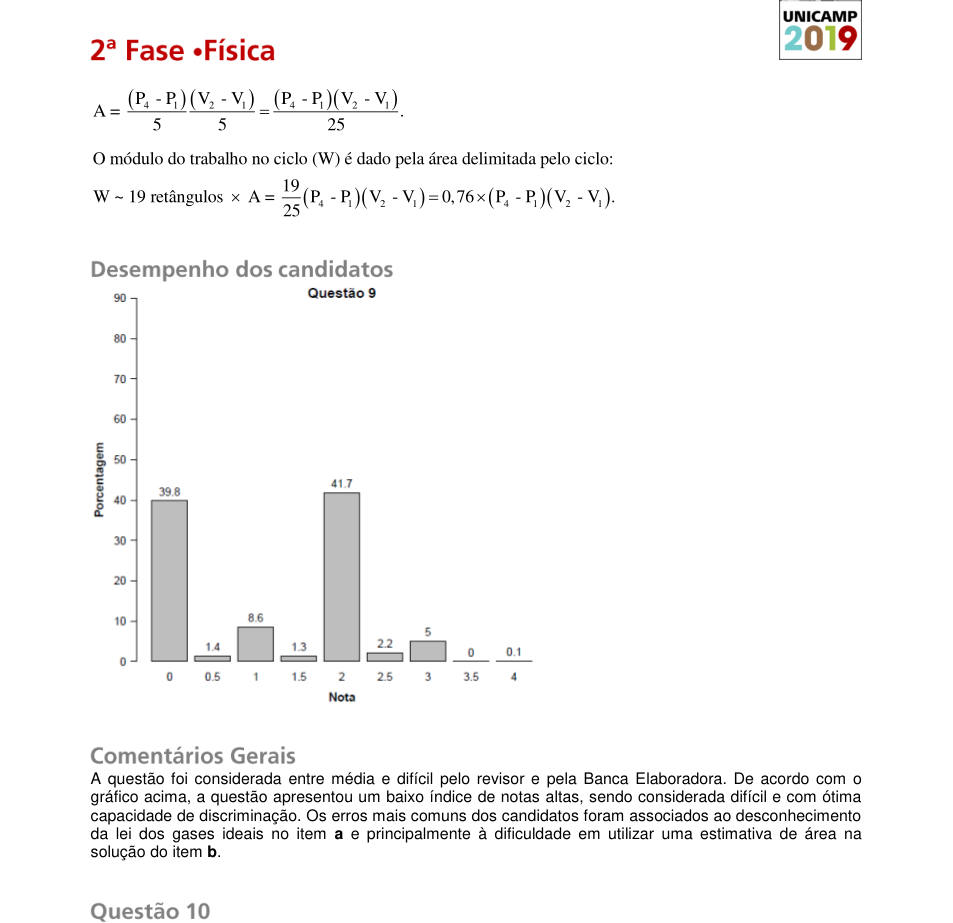 UNICAMP
2019
2ª Fase •Física
A = (P₄ - P₁)/5 (V₂ - V₁)/5 = (P₄ - P₁)(V₂ - V₁)/25.
O módulo do trabalho no ciclo (W) é dado pela área delimitada pelo ciclo:
W ~ 19 retângulos × A = 19/25 (P₄ - P₁)(V₂ - V₁) = 0,76×(P₄ - P₁)(V₂ - V₁).
Desempenho dos candidatos
Questão 9
90
80
70
60
50
40
30
20
10
0
Porcentagem
39.8
1.4
8.6
1.3
41.7
2.2
5
0
0.1
0 0.5 1 1.5 2 2.5 3 3.5 4
Nota
Comentários Gerais
A questão foi considerada entre média e difícil pelo revisor e pela Banca Elaboradora. De acordo com o
gráfico acima, a questão apresentou um baixo índice de notas altas, sendo considerada difícil e com ótima
capacidade de discriminação. Os erros mais comuns dos candidatos foram associados ao desconhecimento
da lei dos gases ideais no item a e principalmente à dificuldade em utilizar uma estimativa de área na
solução do item b.
Questão 10